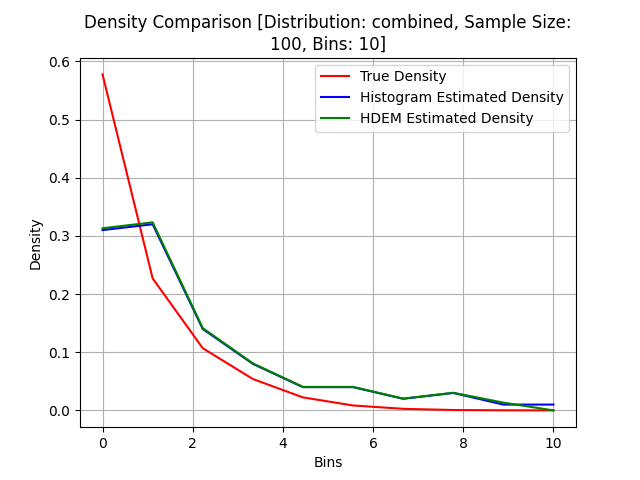 Density Comparison [Distribution: combined, Sample Size:
100, Bins: 10]
True Density
Histogram Estimated Density
HDEM Estimated Density
Density
0.6
0.5
0.4
0.3
0.2
0.1
0.0
0 2 4 6 8 10
Bins